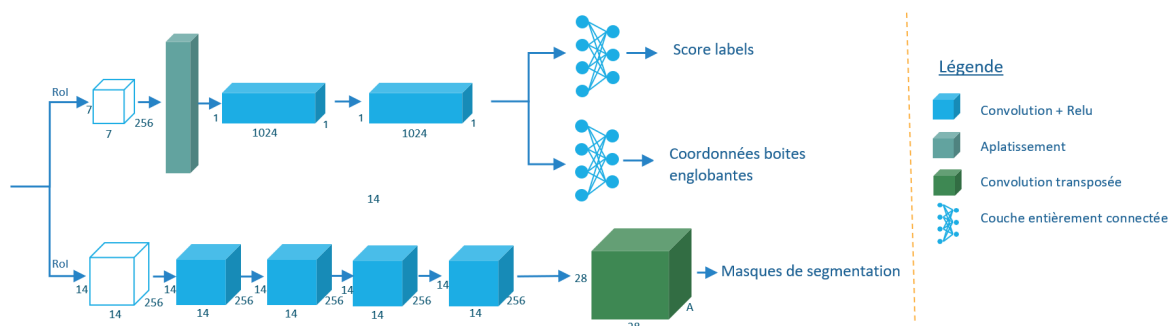 RoI
7
7
256
1
1024
1
1
1024
1
Score labels
Coordonnées boites
englobantes
14
RoI
14
14
256
14
14
256
14
14
256
14
14
256
14
14
256
28
28
A
Masques de segmentation
Légende
Convolution + Relu
Aplatissement
Convolution transposée
Couche entièrement connectée